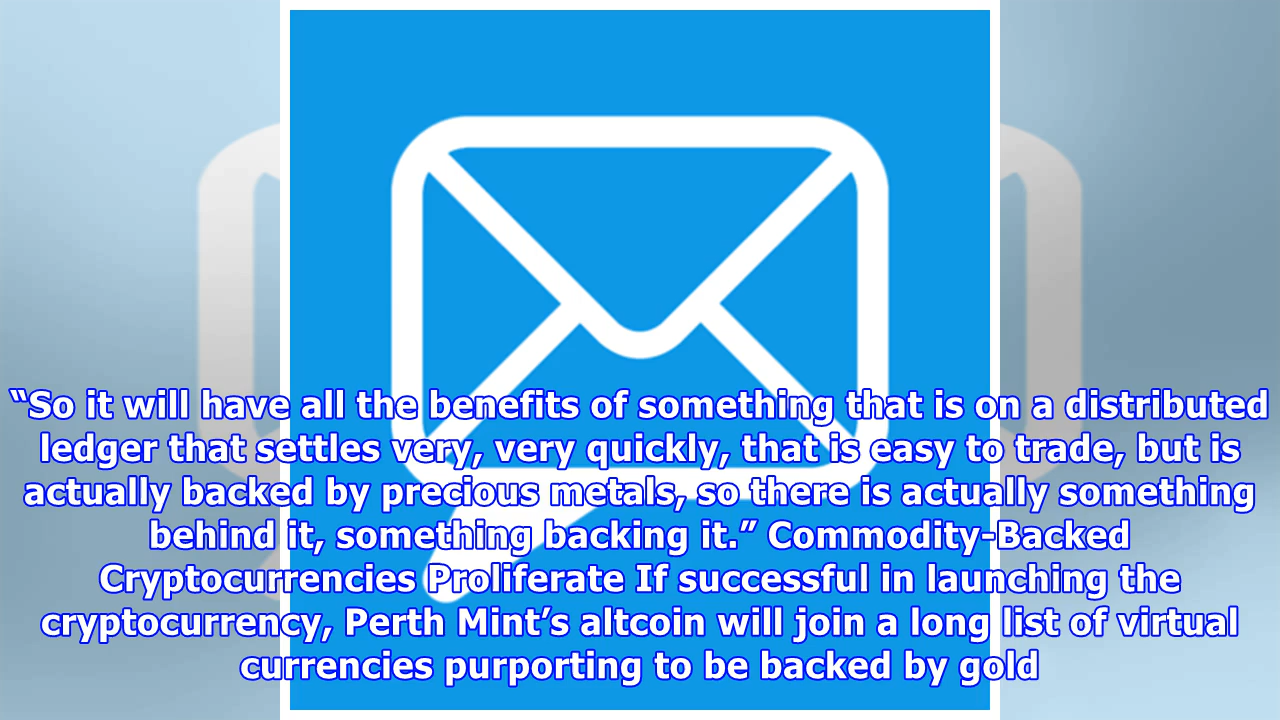 “So it will have all the benefits of something that is on a distributed
ledger that settles very, very quickly, that is easy to trade, but is
actually backed by precious metals, so there is actually something
behind it, something backing it.” Commodity-Backed
Cryptocurrencies Proliferate If successful in launching the
cryptocurrency, Perth Mint’s altcoin will join a long list of virtual
currencies purporting to be backed by gold